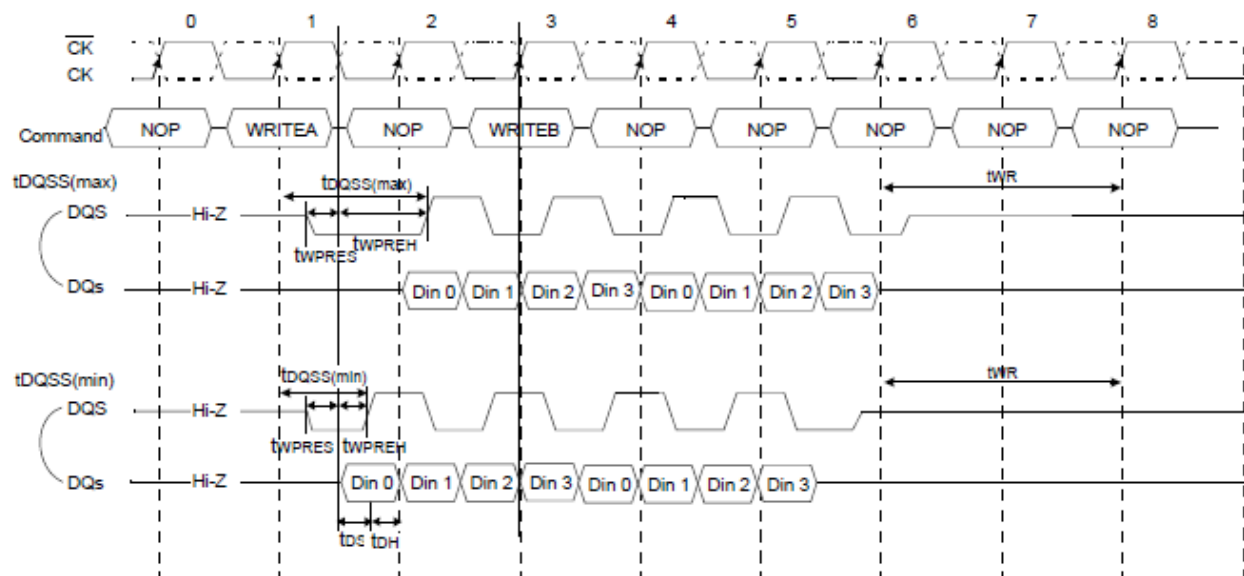 0 1 2 3 4 5 6 7 8
CK
CK
Command NOP WRITEA NOP WRITEB NOP NOP NOP NOP NOP
tDQSS(max)
tDQSS(max) tWR
DQS Hi-Z
tWPRES tWPREH
DQs Hi-Z Din 0 Din 1 Din 2 Din 3 Din 0 Din 1 Din 2 Din 3
tDQSS(min)
tDQSS(min) tWR
DQS Hi-Z
tWPRES tWPREH
DQs Hi-Z Din 0 Din 1 Din 2 Din 3 Din 0 Din 1 Din 2 Din 3
tDS tDH